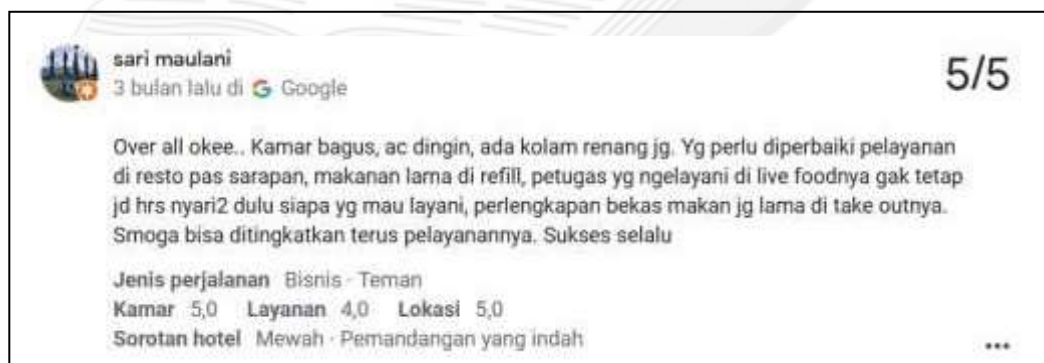 sari maulani
3 bulan lalu di Google
5/5
Over all okee.. Kamar bagus, ac dingin, ada kolam renang jg. Yg perlu diperbaiki pelayanan
di resto pas sarapan, makanan lama di refill, petugas yg ngelayani di live foodnya gak tetap
jd hrs nyari2 dulu siapa yg mau layani, perlengkapan bekas makan jg lama di take outnya.
Smoga bisa ditingkatkan terus pelayanannya. Sukses selalu
Jenis perjalanan Bisnis · Teman
Kamar 5,0 Layanan 4,0 Lokasi 5,0
Sorotan hotel Mewah · Pemandangan yang indah